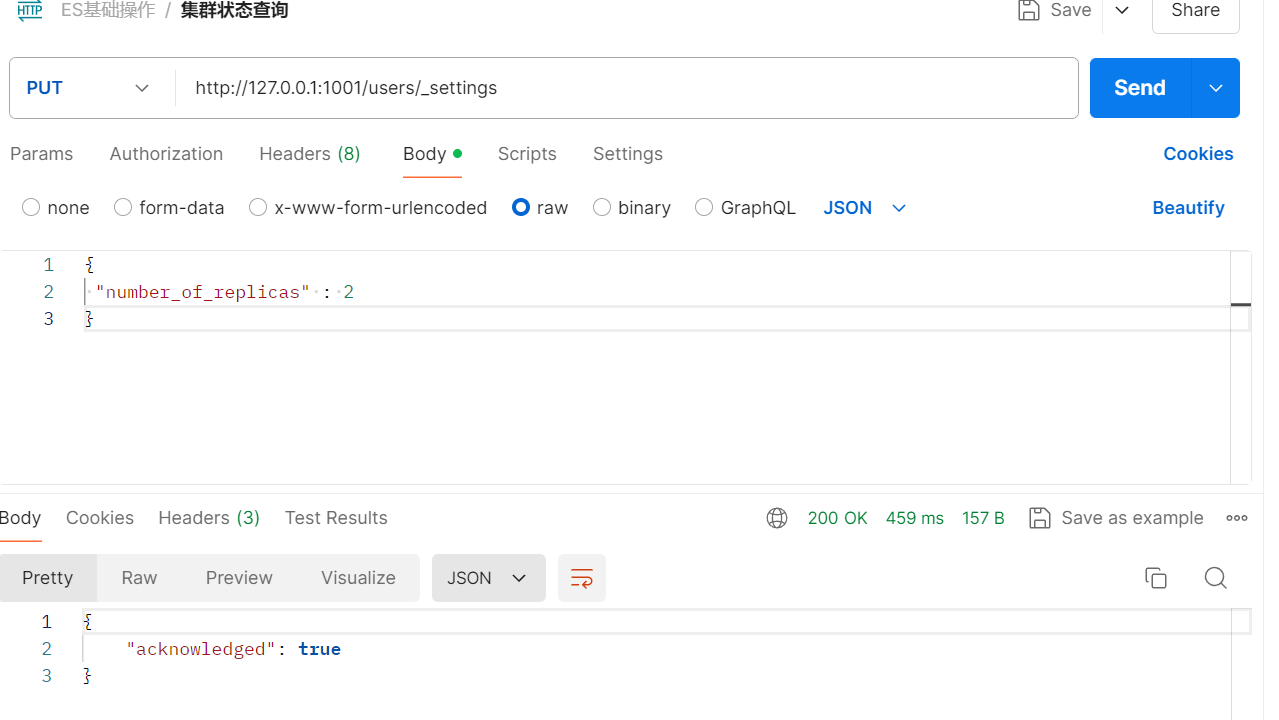 HTTP ES基础操作 / 集群状态查询 Save Share
PUT http://127.0.0.1:1001/users/_settings Send
Params Authorization Headers (8) Body Scripts Settings Cookies
none form-data x-www-form-urlencoded raw binary GraphQL JSON Beautify
1 {
2 "number_of_replicas" : 2
3 }
Body Cookies Headers (3) Test Results 200 OK 459 ms 157 B Save as example
Pretty Raw Preview Visualize JSON
1 {
2 "acknowledged": true
3 }